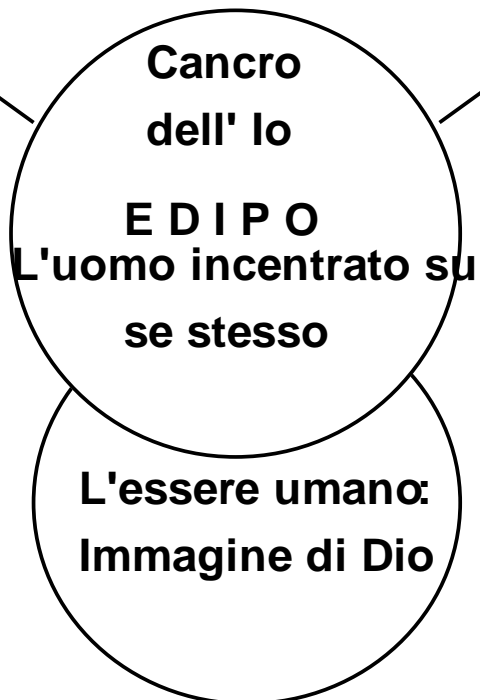 Cancro
dell' Io
E D I P O
L'uomo incentrato su
se stesso
L'essere umano:
Immagine di Dio